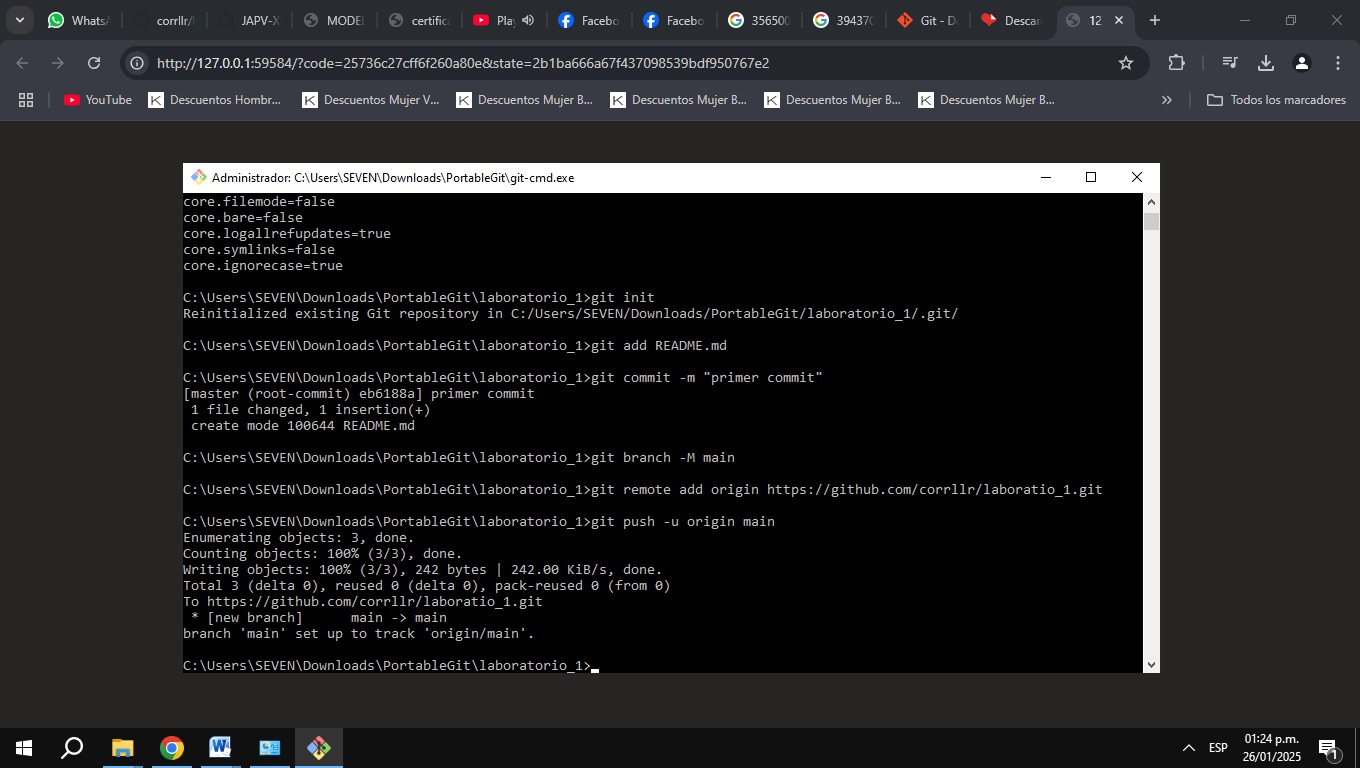 Whats
corrllr/
JAPV-X
MODEL
certific
Pla
Facebo
Facebo
356500
394370
Git - D
Descar
12
http://127.0.0.1:59584/?code=25736c27cff6f260a80e&state=2b1ba666a67f437098539bdf950767e2
YouTube
Descuentos Hombr...
Descuentos Mujer V...
Descuentos Mujer B...
Descuentos Mujer B...
Descuentos Mujer B...
Descuentos Mujer B...
Todos los marcadores
Administrador: C:\Users\SEVEN\Downloads\PortableGit\git-cmd.exe
core.filemode=false
core.bare=false
core.logallrefupdates=true
core.symlinks=false
core.ignorecase=true
C:\Users\SEVEN\Downloads\PortableGit\laboratorio_1>git init
Reinitialized existing Git repository in C:/Users/SEVEN/Downloads/PortableGit/laboratorio_1/.git/
C:\Users\SEVEN\Downloads\PortableGit\laboratorio_1>git add README.md
C:\Users\SEVEN\Downloads\PortableGit\laboratorio_1>git commit -m "primer commit"
[master (root-commit) eb6188a] primer commit
1 file changed, 1 insertion(+)
create mode 100644 README.md
C:\Users\SEVEN\Downloads\PortableGit\laboratorio_1>git branch -M main
C:\Users\SEVEN\Downloads\PortableGit\laboratorio_1>git remote add origin https://github.com/corrllr/laboratio_1.git
C:\Users\SEVEN\Downloads\PortableGit\laboratorio_1>git push -u origin main
Enumerating objects: 3, done.
Counting objects: 100% (3/3), done.
Writing objects: 100% (3/3), 242 bytes | 242.00 KiB/s, done.
Total 3 (delta 0), reused 0 (delta 0), pack-reused 0 (from 0)
To https://github.com/corrllr/laboratio_1.git
* [new branch]      main -> main
branch 'main' set up to track 'origin/main'.
C:\Users\SEVEN\Downloads\PortableGit\laboratorio_1>
ESP
01:24 p.m.
26/01/2025
1